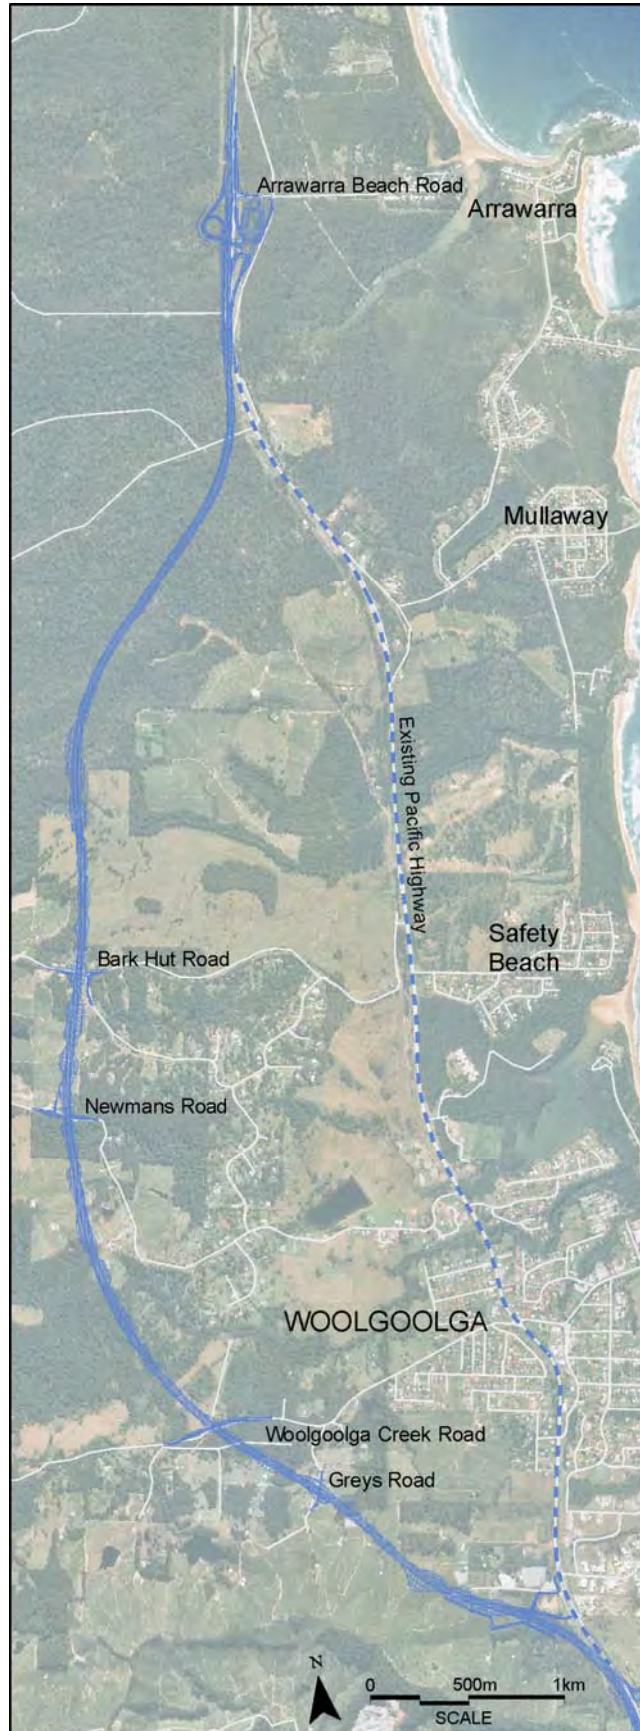 Arrawarra Beach Road
Arrawarra
Mullaway
Existing Pacific Highway
Safety
Beach
Bark Hut Road
Newmans Road
WOOLGOOLGA
Woolgoolga Creek Road
Greys Road
N
0 500m 1km
SCALE